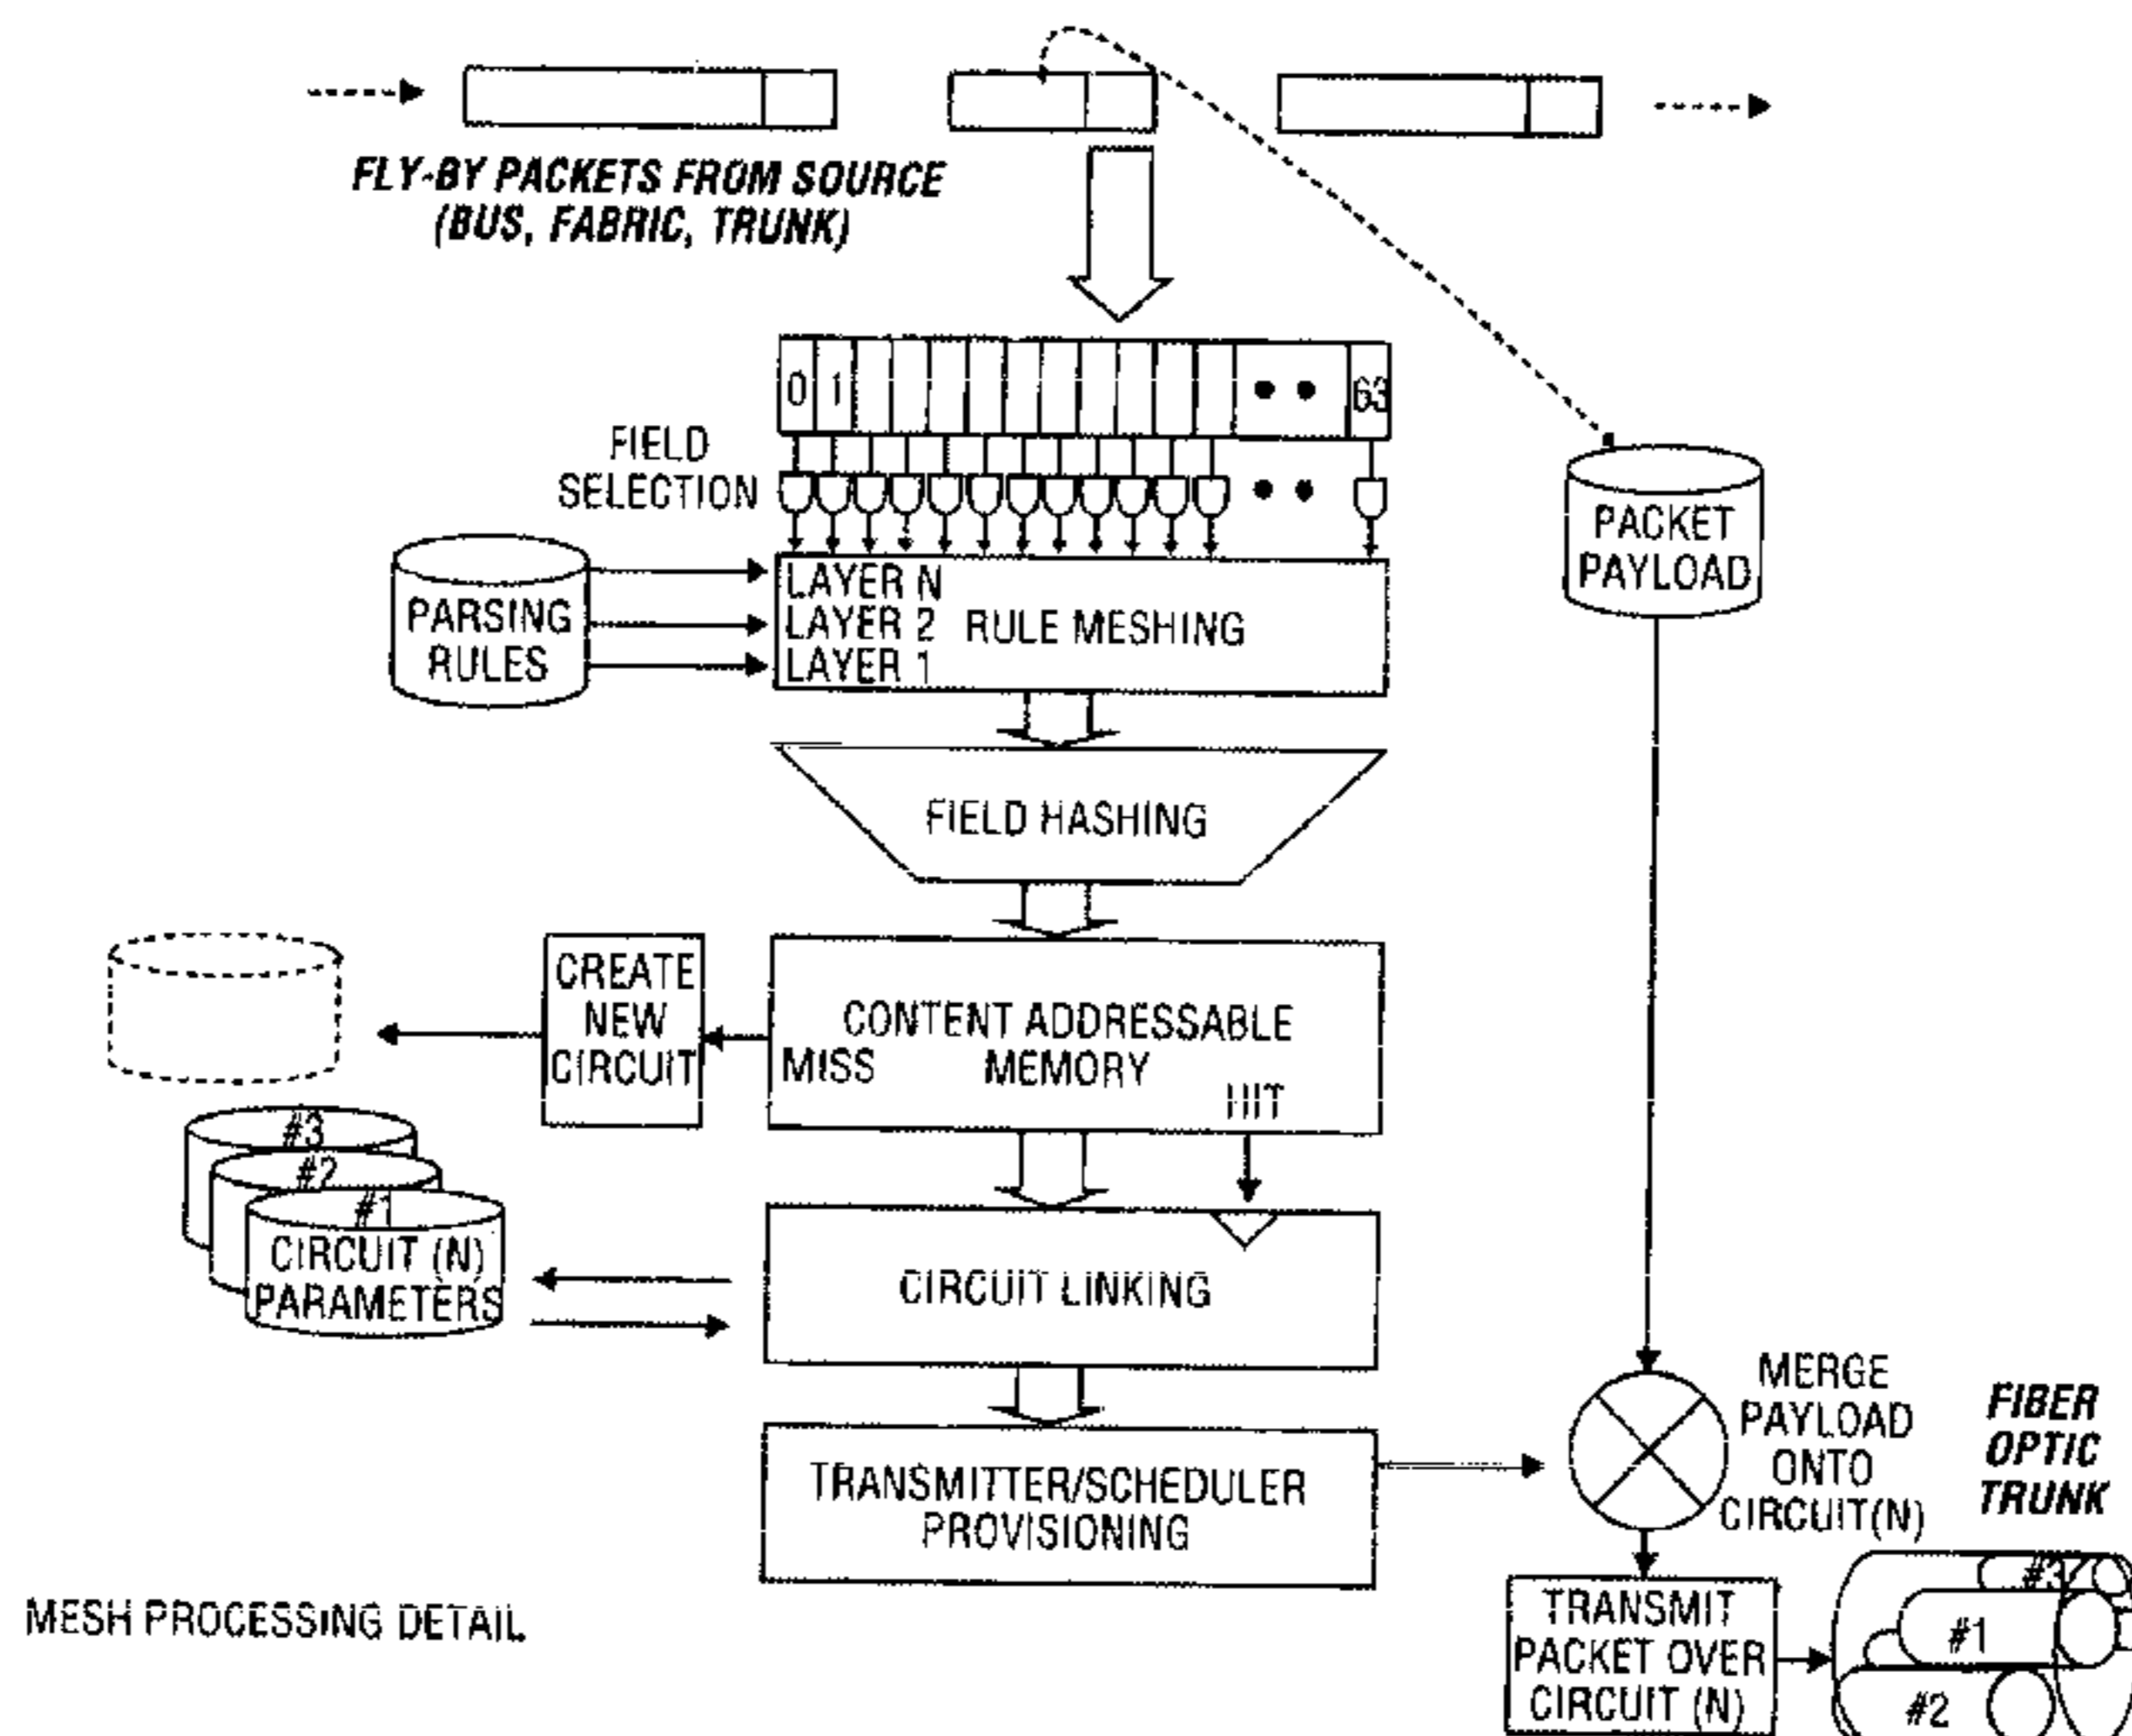 FLY-BY PACKETS FROM SOURCE
(BUS, FABRIC, TRUNK)
0 1 63
FIELD
SELECTION
PACKET
PAYLOAD
PARSING
RULES
LAYER N
LAYER 2 RULE MESHING
LAYER 1
FIELD HASHING
CREATE
NEW
CIRCUIT
CONTENT ADDRESSABLE
MISS MEMORY
HIT
#3
#2
#1
CIRCUIT (N)
PARAMETERS
CIRCUIT LINKING
TRANSMITTER/SCHEDULER
PROVISIONING
MERGE
PAYLOAD
ONTO
CIRCUIT(N)
FIBER
OPTIC
TRUNK
MESH PROCESSING DETAIL
TRANSMIT
PACKET OVER
CIRCUIT (N)
#3
#1
#2